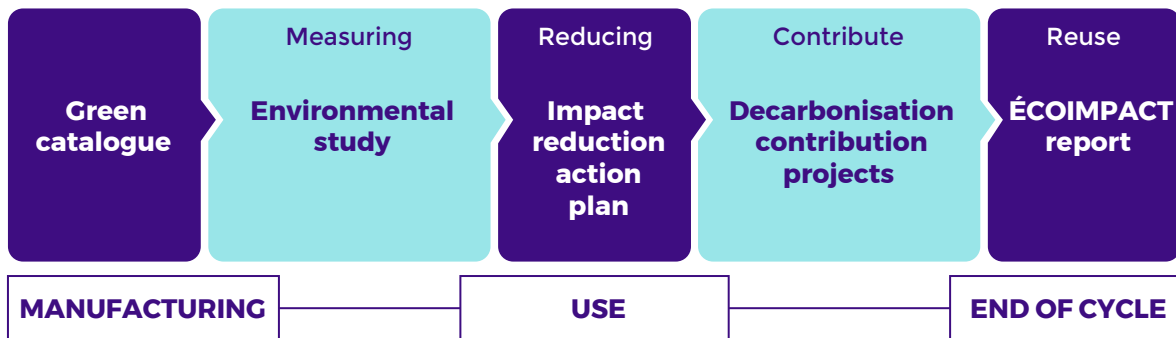 Green
catalogue
Measuring
Environmental
study
Reducing
Impact
reduction
action
plan
Contribute
Decarbonisation
contribution
projects
Reuse
ÉCOIMPACT
report
MANUFACTURING
USE
END OF CYCLE